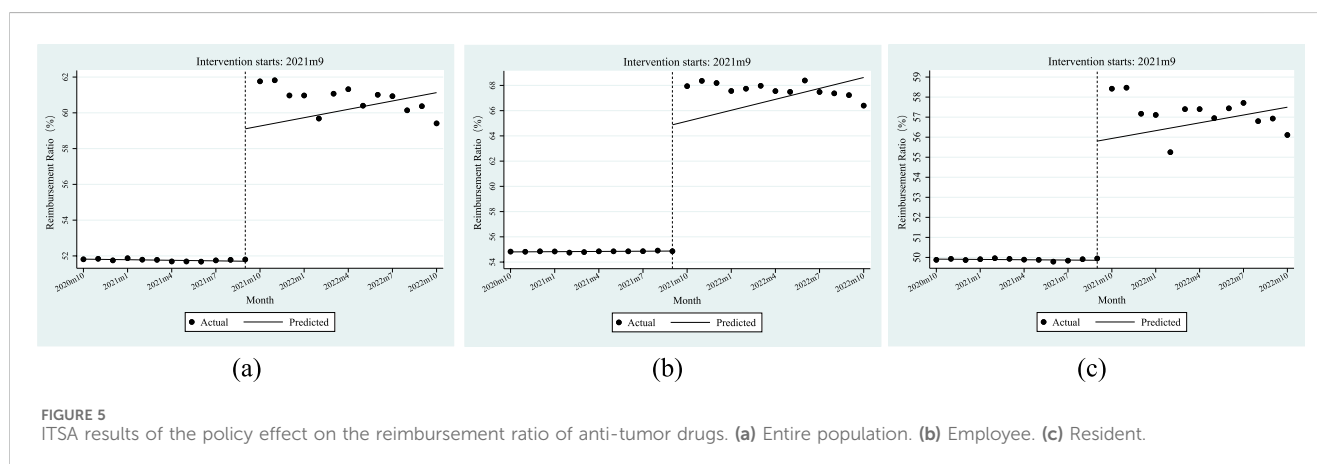 Intervention starts: 2021m9
Reimbursement Ratio (%)
62
60
58
56
54
52
2020m10
2021m1
2021m4
2021m7
2021m10
2022m1
2022m4
2022m7
2022m10
Month
Actual
Predicted
(a)
Intervention starts: 2021m9
Reimbursement Ratio (%)
68
66
64
62
60
58
56
54
2020m10
2021m1
2021m4
2021m7
2021m10
2022m1
2022m4
2022m7
2022m10
Month
Actual
Predicted
(b)
Intervention starts: 2021m9
Reimbursement Ratio (%)
59
58
57
56
55
54
53
52
51
50
2020m10
2021m1
2021m4
2021m7
2021m10
2022m1
2022m4
2022m7
2022m10
Month
Actual
Predicted
(c)
FIGURE 5
ITSA results of the policy effect on the reimbursement ratio of anti-tumor drugs. (a) Entire population. (b) Employee. (c) Resident.